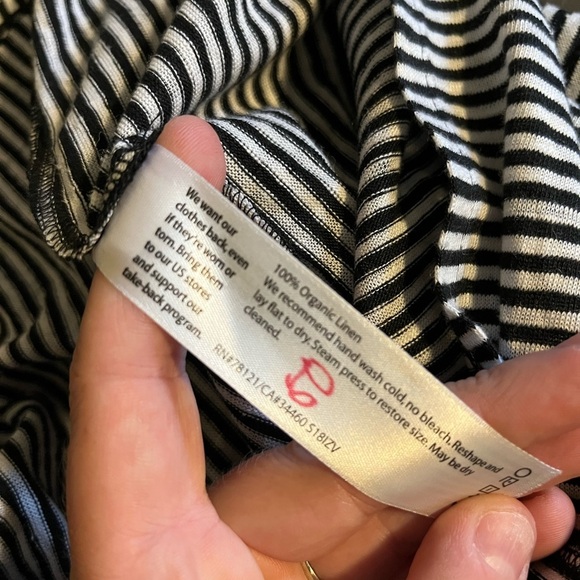 We want our
clothes back, even
if they're worn or
torn. Bring them
to our US stores
and support our
take-back program.
100% Organic Linen
We recommend hand wash cold, no bleach. Reshape and
lay flat to dry. Steam press to restore size. May be dry
cleaned.
RN#78121/CA#34460 S18IZV